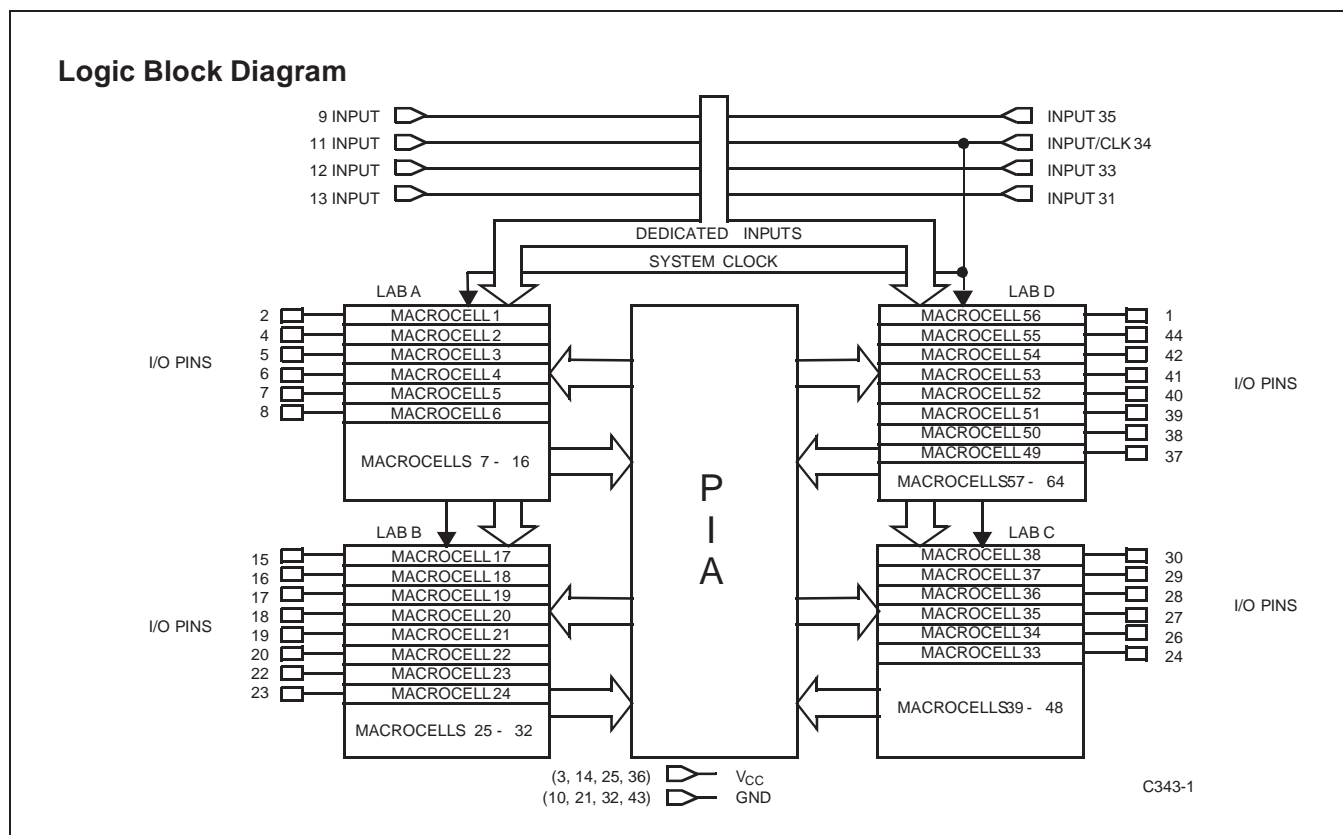 Logic Block Diagram
9 INPUT
INPUT 35
11 INPUT
INPUT/CLK 34
12 INPUT
INPUT 33
13 INPUT
INPUT 31
DEDICATED INPUTS
SYSTEM CLOCK
LAB A
LAB D
2
MACROCELL 1
MACROCELL 56
1
4
MACROCELL 2
MACROCELL 55
44
5
MACROCELL 3
MACROCELL 54
42
I/O PINS
6
MACROCELL 4
MACROCELL 53
41
I/O PINS
7
MACROCELL 5
MACROCELL 52
40
8
MACROCELL 6
MACROCELL 51
39
MACROCELL 50
38
MACROCELL 49
37
MACROCELLS 7 - 16
MACROCELLS 57 - 64
P
I
A
LAB B
LAB C
15
MACROCELL 17
MACROCELL 38
30
16
MACROCELL 18
MACROCELL 37
29
17
MACROCELL 19
MACROCELL 36
28
I/O PINS
18
MACROCELL 20
MACROCELL 35
27
I/O PINS
19
MACROCELL 21
MACROCELL 34
26
20
MACROCELL 22
MACROCELL 33
24
22
MACROCELL 23
23
MACROCELL 24
MACROCELLS 39 - 48
MACROCELLS 25 - 32
(3, 14, 25, 36)
VCC
(10, 21, 32, 43)
GND
C343-1